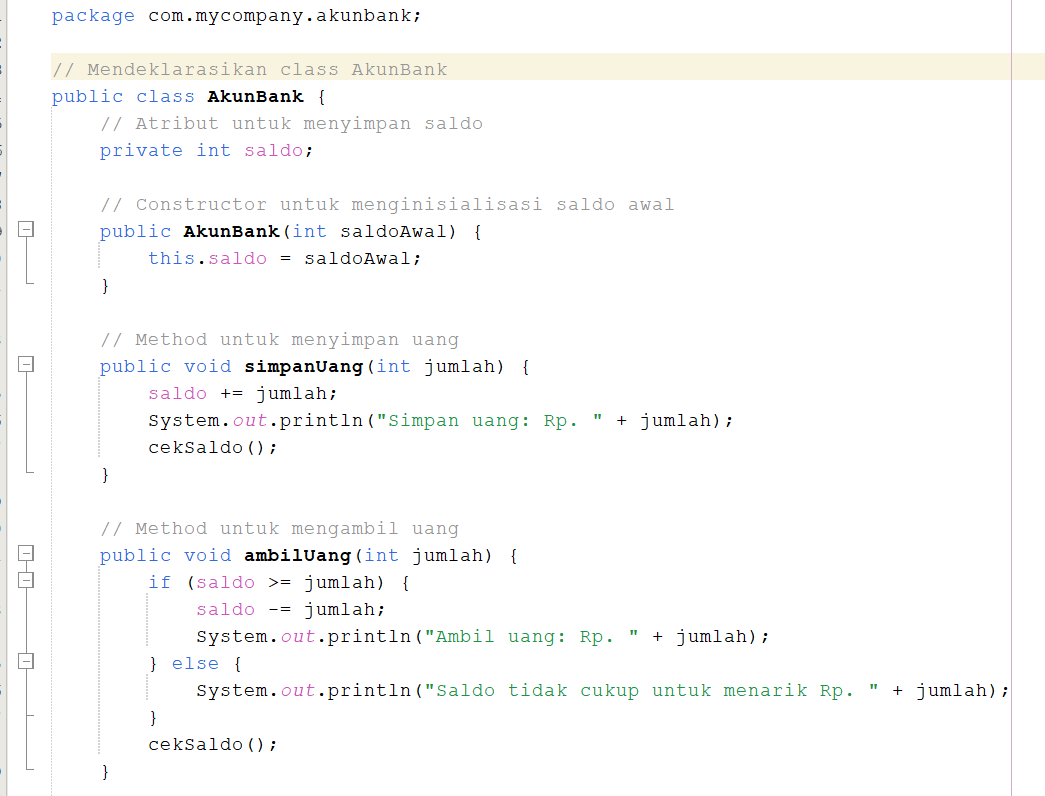 package com.mycompany.akunbank;
// Mendeklarasikan class AkunBank
public class AkunBank {
// Atribut untuk menyimpan saldo
private int saldo;
// Constructor untuk menginisialisasi saldo awal
public AkunBank(int saldoAwal) {
this.saldo = saldoAwal;
}
// Method untuk menyimpan uang
public void simpanUang(int jumlah) {
saldo += jumlah;
System.out.println("Simpan uang: Rp. " + jumlah);
cekSaldo();
}
// Method untuk mengambil uang
public void ambilUang(int jumlah) {
if (saldo >= jumlah) {
saldo -= jumlah;
System.out.println("Ambil uang: Rp. " + jumlah);
} else {
System.out.println("Saldo tidak cukup untuk menarik Rp. " + jumlah);
}
cekSaldo();
}